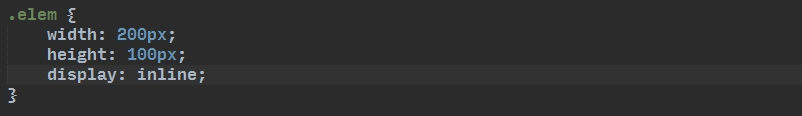 .elem {
    width: 200px;
    height: 100px;
    display: inline;
}